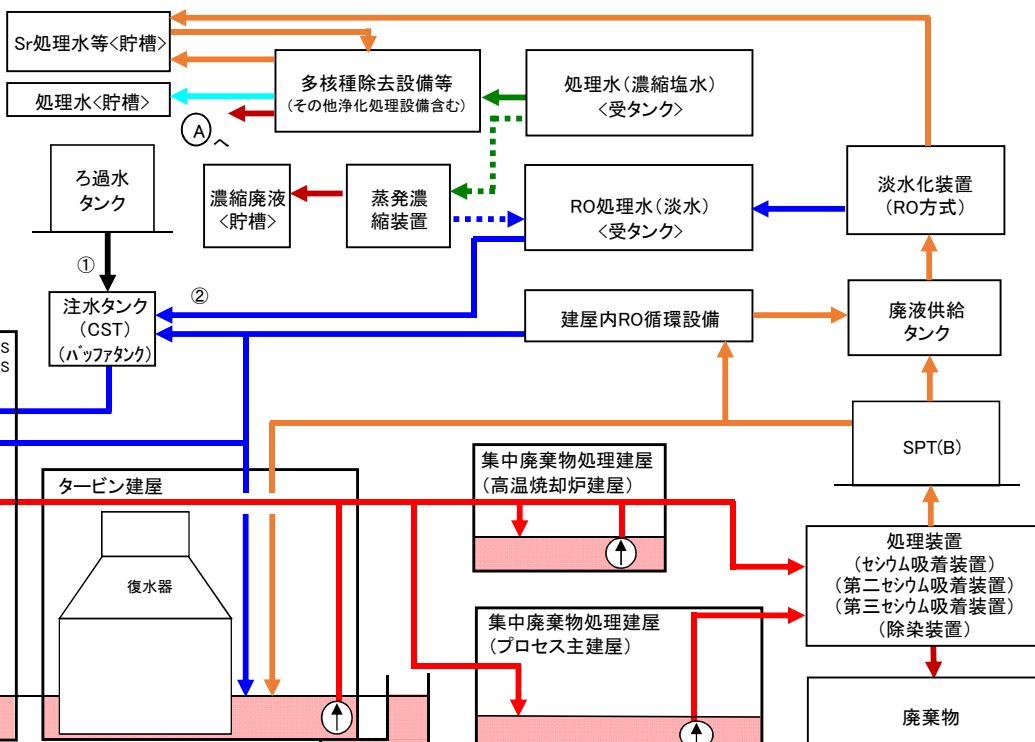 Sr処理水等<貯槽>
多核種除去設備等
(その他浄化処理設備含む)
処理水(濃縮塩水)
<受タンク>
処理水<貯槽>
Aへ
ろ過水
タンク
濃縮廃液
<貯槽>
蒸発濃
縮装置
RO処理水(淡水)
<受タンク>
淡水化装置
(RO方式)
①
②
注水タンク
(CST)
(バッファタンク)
建屋内RO循環設備
廃液供給
タンク
S
S
SPT(B)
タービン建屋
集中廃棄物処理建屋
(高温焼却炉建屋)
復水器
処理装置
(セシウム吸着装置)
(第二セシウム吸着装置)
(第三セシウム吸着装置)
(除染装置)
集中廃棄物処理建屋
(プロセス主建屋)
廃棄物